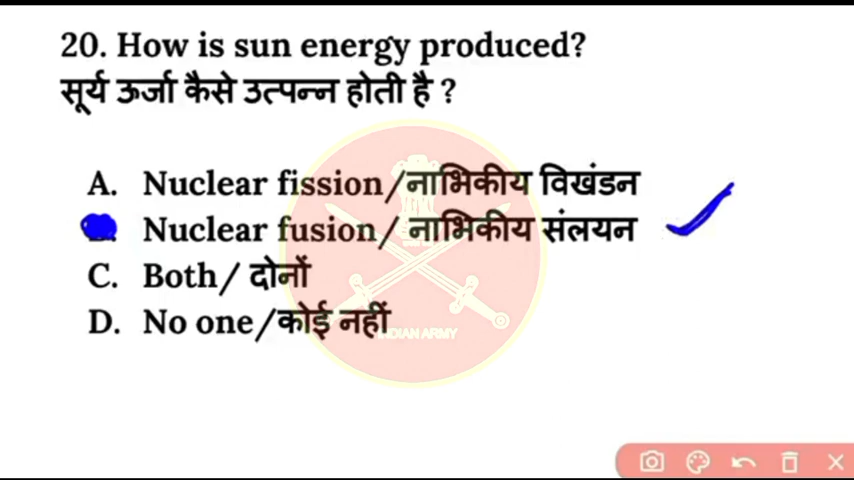 20. How is sun energy produced?
सूर्य ऊर्जा कैसे उत्पन्न होती है ?
A. Nuclear fission/नाभिकीय विखंडन
Nuclear fusion/ नाभिकीय संलयन
C. Both/ दोनों
D. No one/कोई नहीं
INDIAN ARMY